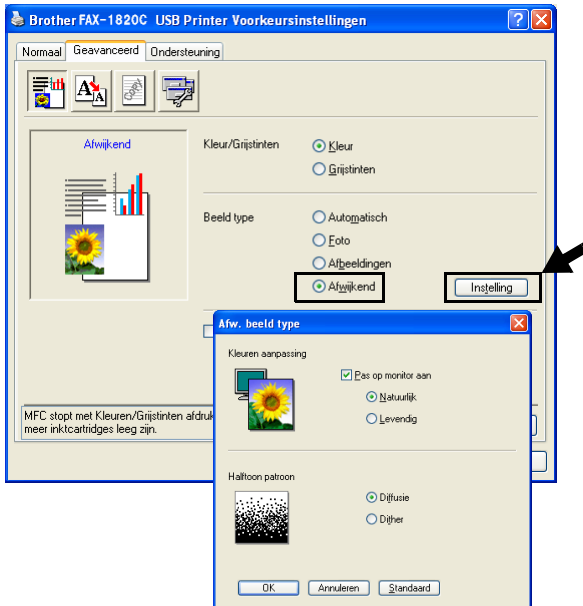 Brother FAX-1820C USB Printer Voorkeursinstellingen
Normaal Geavanceerd Ondersteuning
Afwijkend
Kleur/Grijstinten
Kleur
Grijstinten
Beeld type
Automatisch
Foto
Afbeeldingen
Afwijkend
Instelling
Afw. beeld type
Kleuren aanpassing
Pas op monitor aan
Natuurlijk
Levendig
MFC stopt met Kleuren/Grijstinten
meer inktcartridges leeg zijn.
Halftoon patroon
Diffusie
Dither
OK Annuleren Standaard